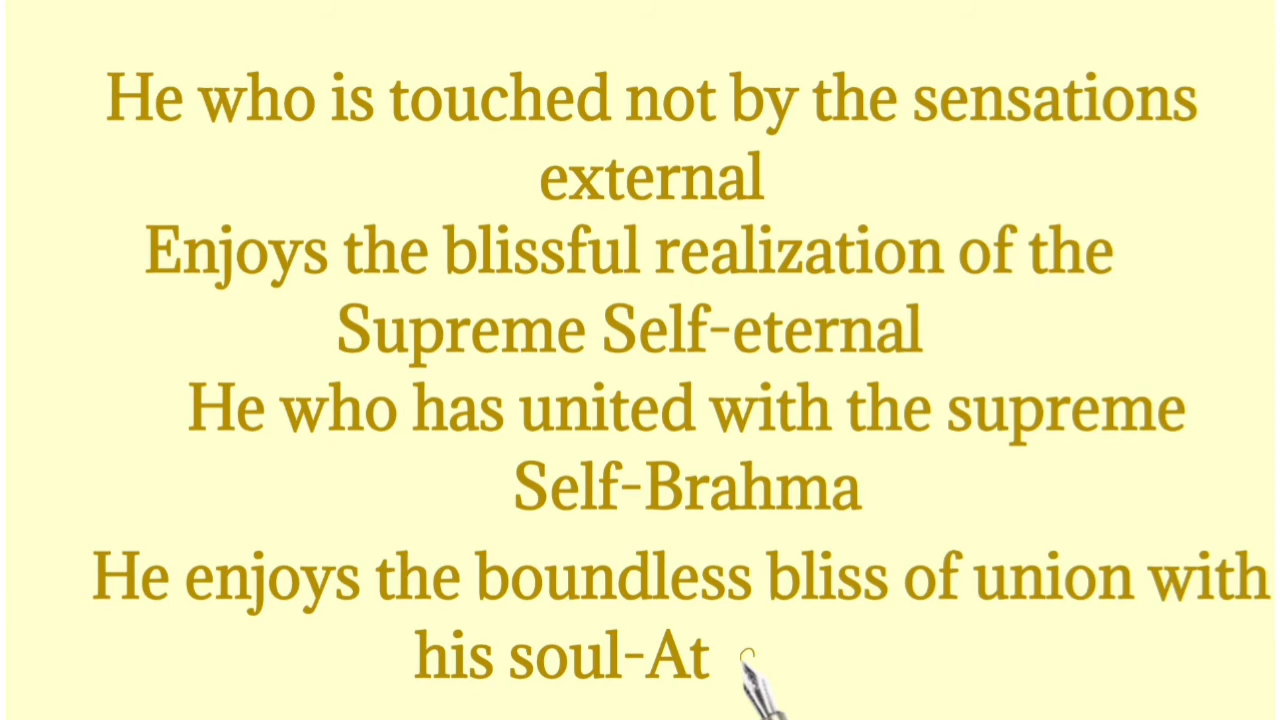 He who is touched not by the sensations
external
Enjoys the blissful realization of the
Supreme Self-eternal
He who has united with the supreme
Self-Brahma
He enjoys the boundless bliss of union with
his soul-At